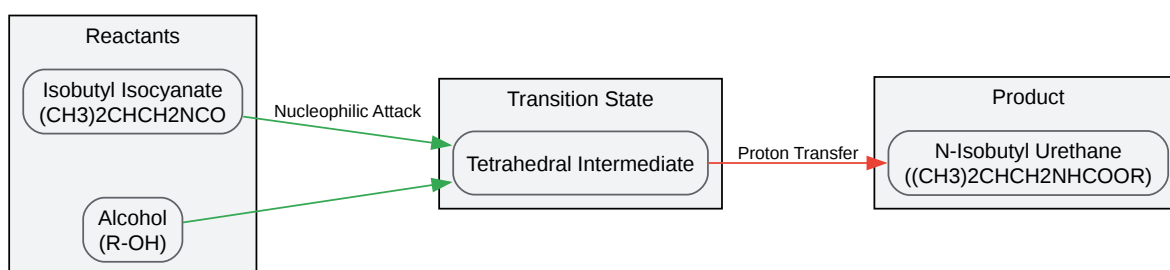 Reactants
Isobutyl Isocyanate
(CH3)2CHCH2NCO
Alcohol
(R-OH)
Nucleophilic Attack
Transition State
Tetrahedral Intermediate
Proton Transfer
Product
N-Isobutyl Urethane
((CH3)2CHCH2NHCOOR)